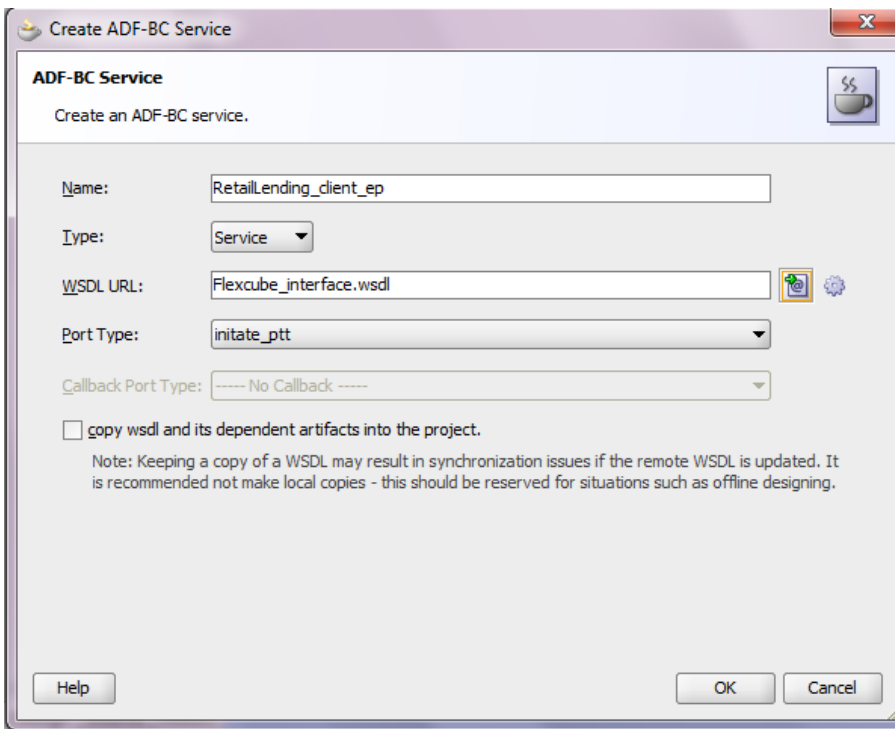 Create ADF-BC Service
ADF-BC Service
Create an ADF-BC service.
Name: RetailLending_client_ep
Type: Service
WSDL URL: Flexcube_interface.wsdl
Port Type: initate_ptt
Callback Port Type: ----- No Callback -----
copy wsdl and its dependent artifacts into the project.
Note: Keeping a copy of a WSDL may result in synchronization issues if the remote WSDL is updated. It
is recommended not make local copies - this should be reserved for situations such as offline designing.
Help OK Cancel